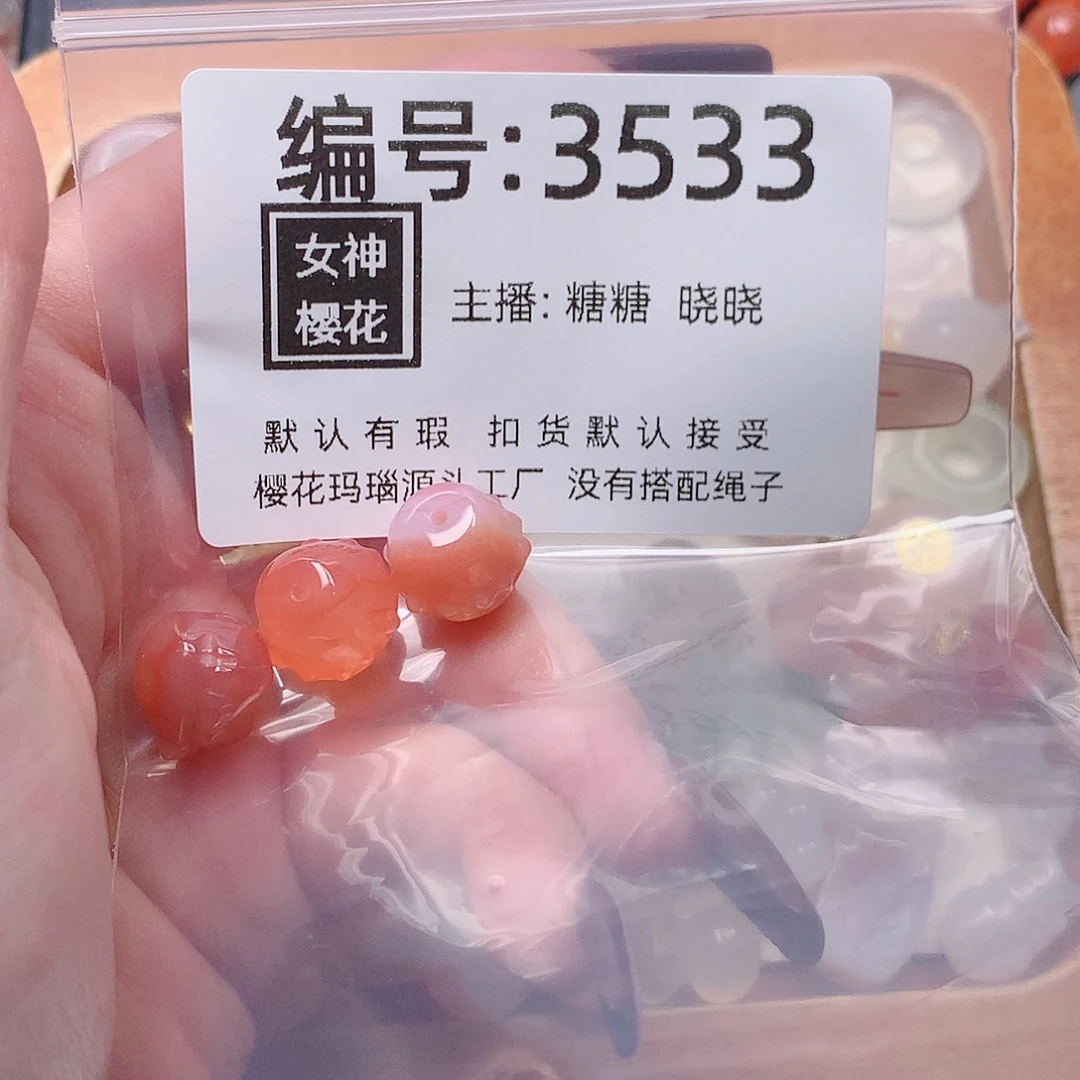 编号:3533
女神
樱花
主播: 糖糖 晓晓
默认有瑕 扣货默认接受
樱花玛瑙源头工厂 没有搭配绳子